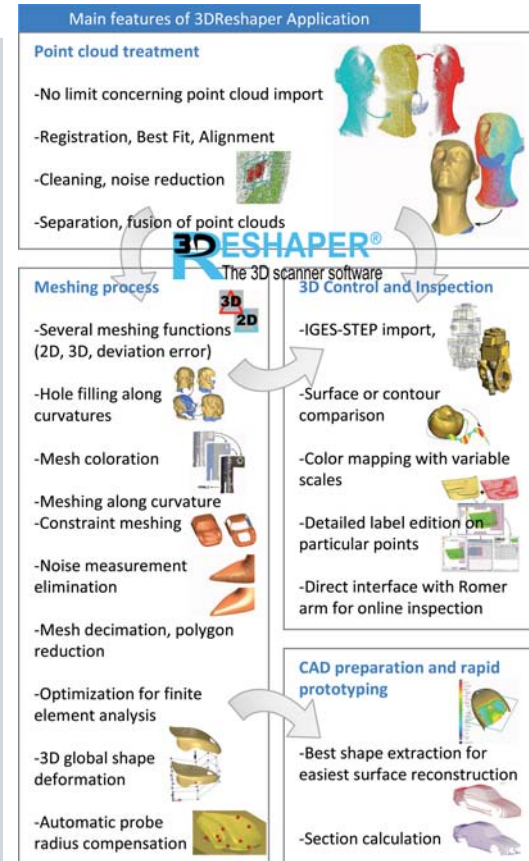 Main features of 3DReshaper Application
Point cloud treatment
-No limit concerning point cloud import
-Registration, Best Fit, Alignment
-Cleaning, noise reduction
-Separation, fusion of point clouds
3DRESHAPER®
The 3D scanner software
Meshing process
3D
2D
-Several meshing functions
(2D, 3D, deviation error)
-Hole filling along
curvatures
-Mesh coloration
-Meshing along curvature
-Constraint meshing
-Noise measurement
elimination
-Mesh decimation, polygon
reduction
-Optimization for finite
element analysis
-3D global shape
deformation
-Automatic probe
radius compensation
3D Control and Inspection
-IGES-STEP import,
-Surface or contour
comparison
-Color mapping with variable
scales
-Detailed label edition on
particular points
-Direct interface with Romer
arm for online inspection
CAD preparation and rapid
prototyping
-Best shape extraction for
easiest surface reconstruction
-Section calculation